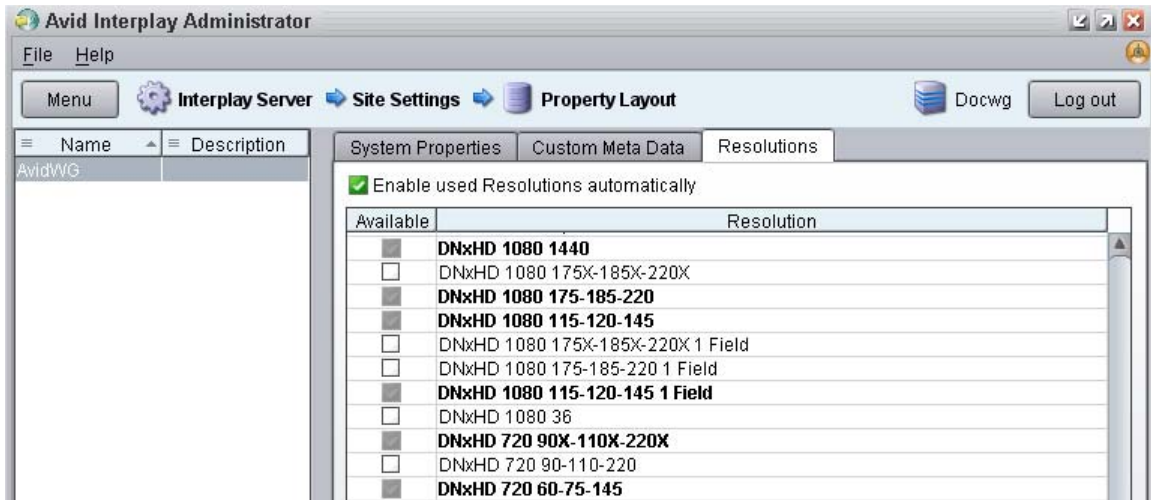 Avid Interplay Administrator
File Help
Menu Interplay Server Site Settings Property Layout Docwg Log out
Name Description
AvidWG
System Properties Custom Meta Data Resolutions
Enable used Resolutions automatically
Available Resolution
DNxHD 1080 1440
DNxHD 1080 175X-185X-220X
DNxHD 1080 175-185-220
DNxHD 1080 115-120-145
DNxHD 1080 175X-185X-220X 1 Field
DNxHD 1080 175-185-220 1 Field
DNxHD 1080 115-120-145 1 Field
DNxHD 1080 36
DNxHD 720 90X-110X-220X
DNxHD 720 90-110-220
DNxHD 720 60-75-145